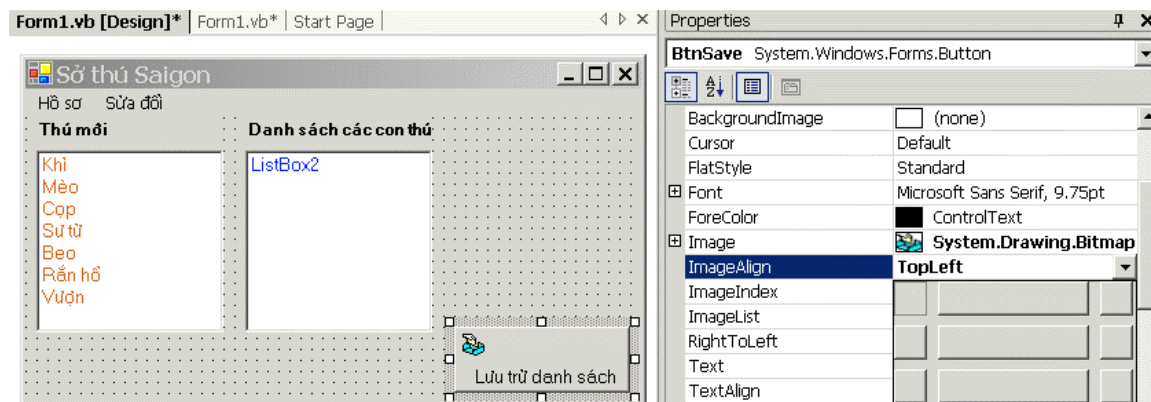 Form1.vb [Design]* Form1.vb* Start Page
Sở thú Saigon
Hồ sơ Sửa đổi
Thú mới Danh sách các con thú
Khỉ
Mèo
Cọp
Sư tử
Beo
Rắn hổ
Vượn
ListBox2
Lưu trữ danh sách
Properties
BtnSave System.Windows.Forms.Button
BackgroundImage (none)
Cursor Default
FlatStyle Standard
Font Microsoft Sans Serif, 9.75pt
ForeColor ControlText
Image System.Drawing.Bitmap
ImageAlign TopLeft
ImageIndex
ImageList
RightToLeft
Text
TextAlign